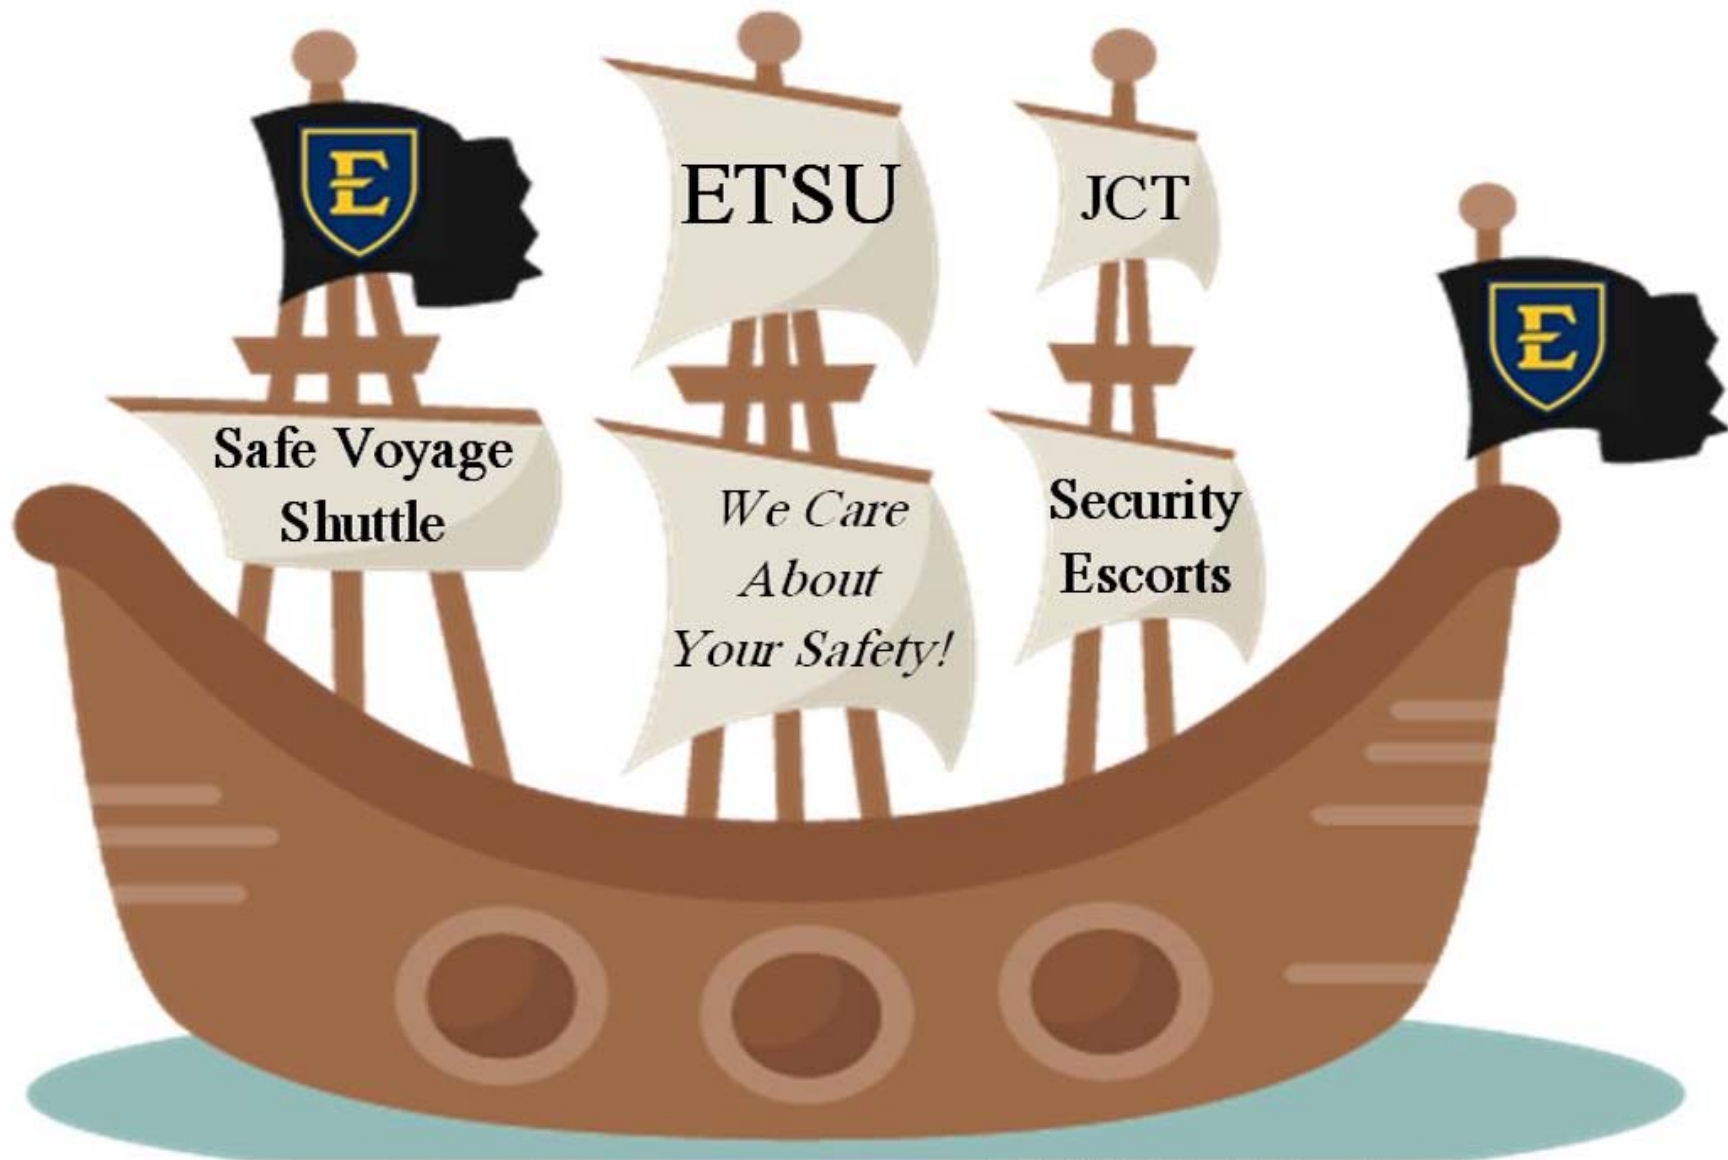 E
ETSU
JCT
E
Safe Voyage
Shuttle
We Care
About
Your Safety!
Security
Escorts